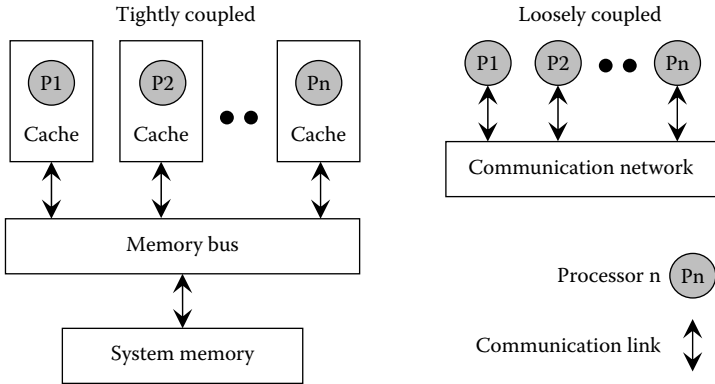 Tightly coupled
P1
P2
Pn
Cache
Cache
Cache
Memory bus
System memory
Loosely coupled
P1
P2
Pn
Communication network
Processor n
Pn
Communication link